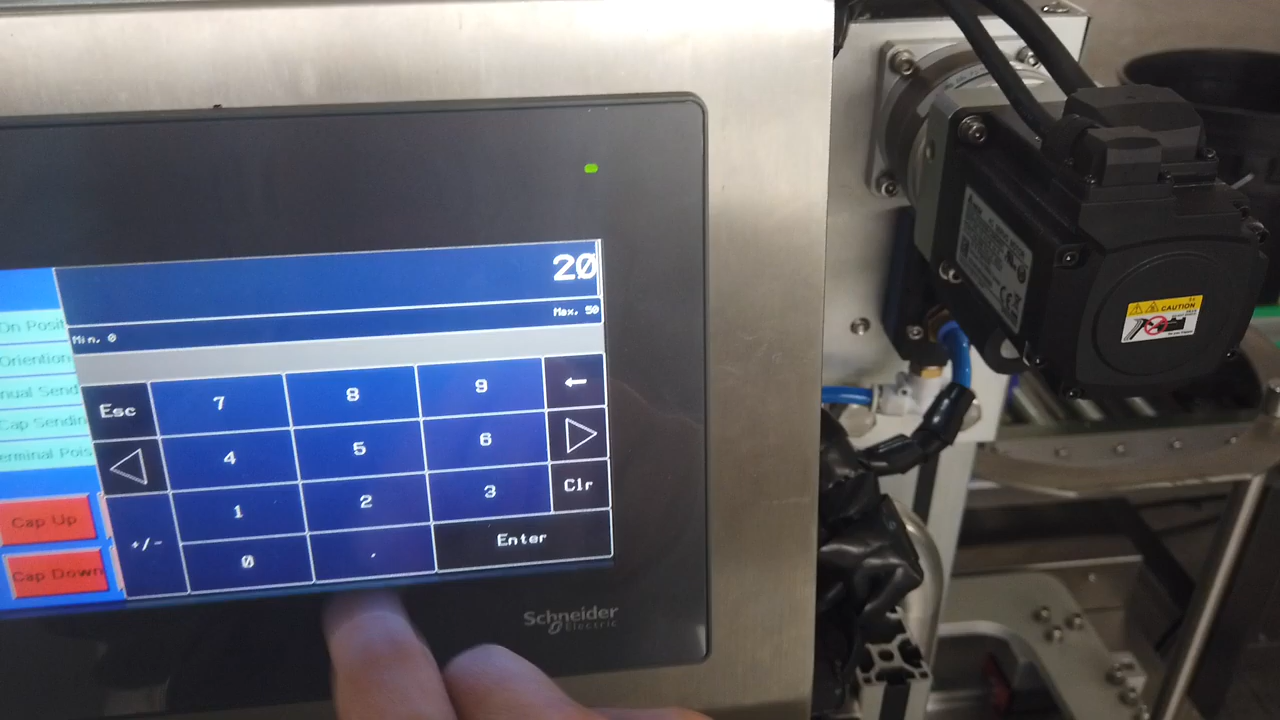 20
Min. 0
Max. 50
On Posit
Oriention
nual Send
Cap Sendin
erminal Pois
Cap Up
Cap Down
Esc
7
8
9
←
4
5
6
Clr
1
2
3
+/-
0
.
Enter
Schneider
Electric
CAUTION